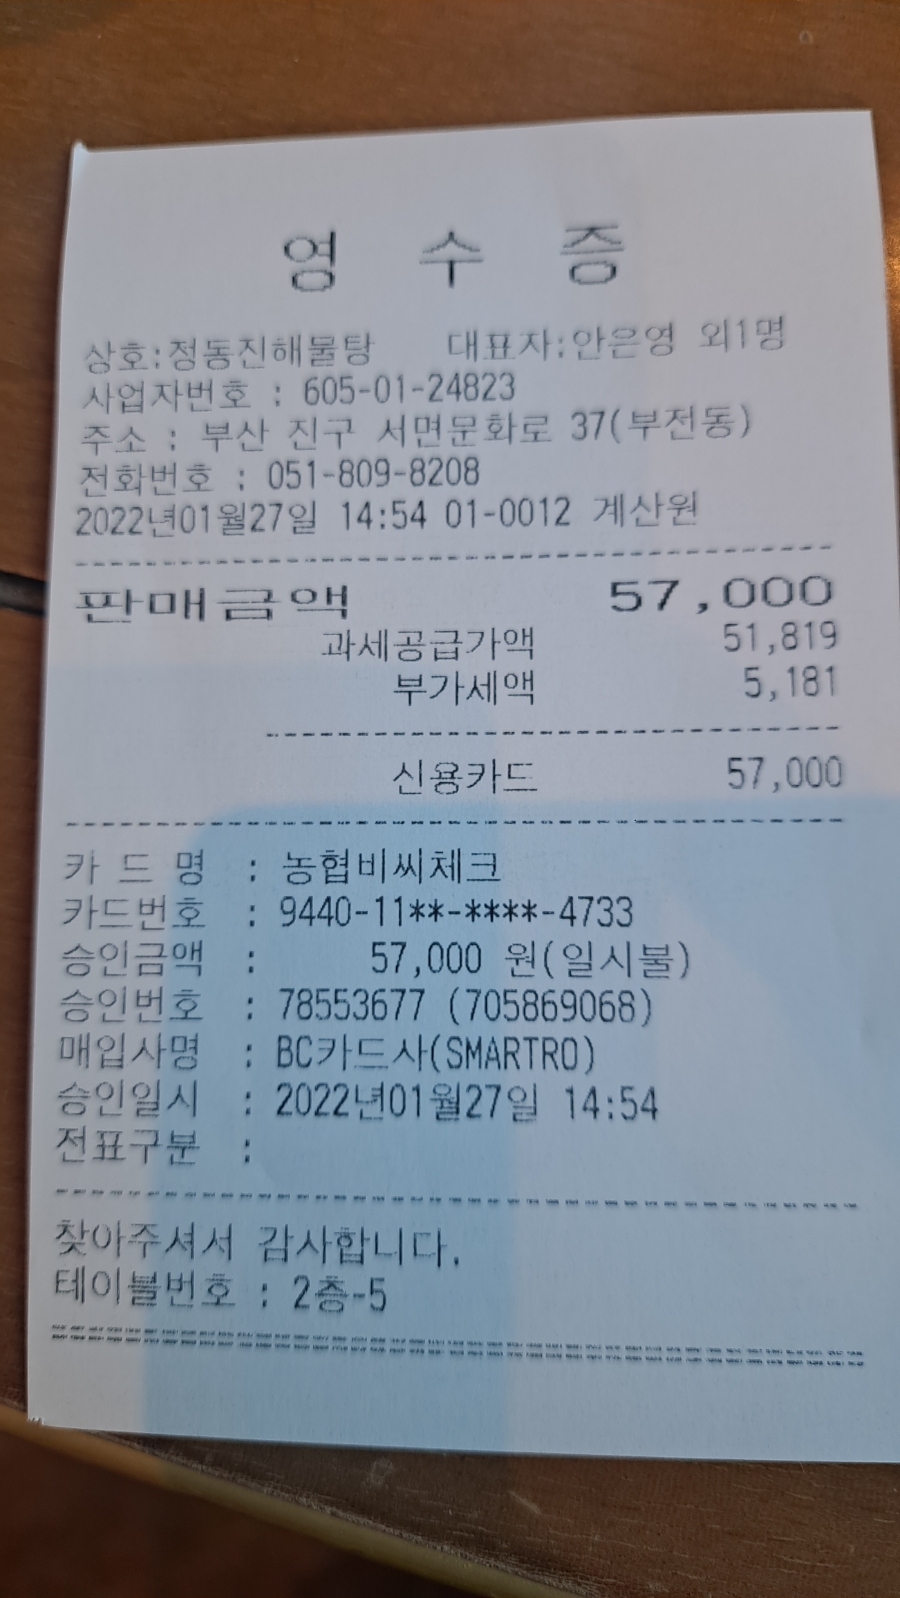 영 수 증
상호:정동진해물탕 대표자:안은영 외1명
사업자번호 : 605-01-24823
주소 : 부산 진구 서면문화로 37(부전동)
전화번호 : 051-809-8208
2022년01월27일 14:54 01-0012 계산원
판매금액 57,000
과세공급가액 51,819
부가세액 5,181
신용카드 57,000
카 드 명 : 농협비씨체크
카드번호 : 9440-11**-****-4733
승인금액 : 57,000 원(일시불)
승인번호 : 78553677 (705869068)
매입사명 : BC카드사(SMARTRO)
승인일시 : 2022년01월27일 14:54
전표구분 :
찾아주셔서 감사합니다.
테이블번호 : 2층-5